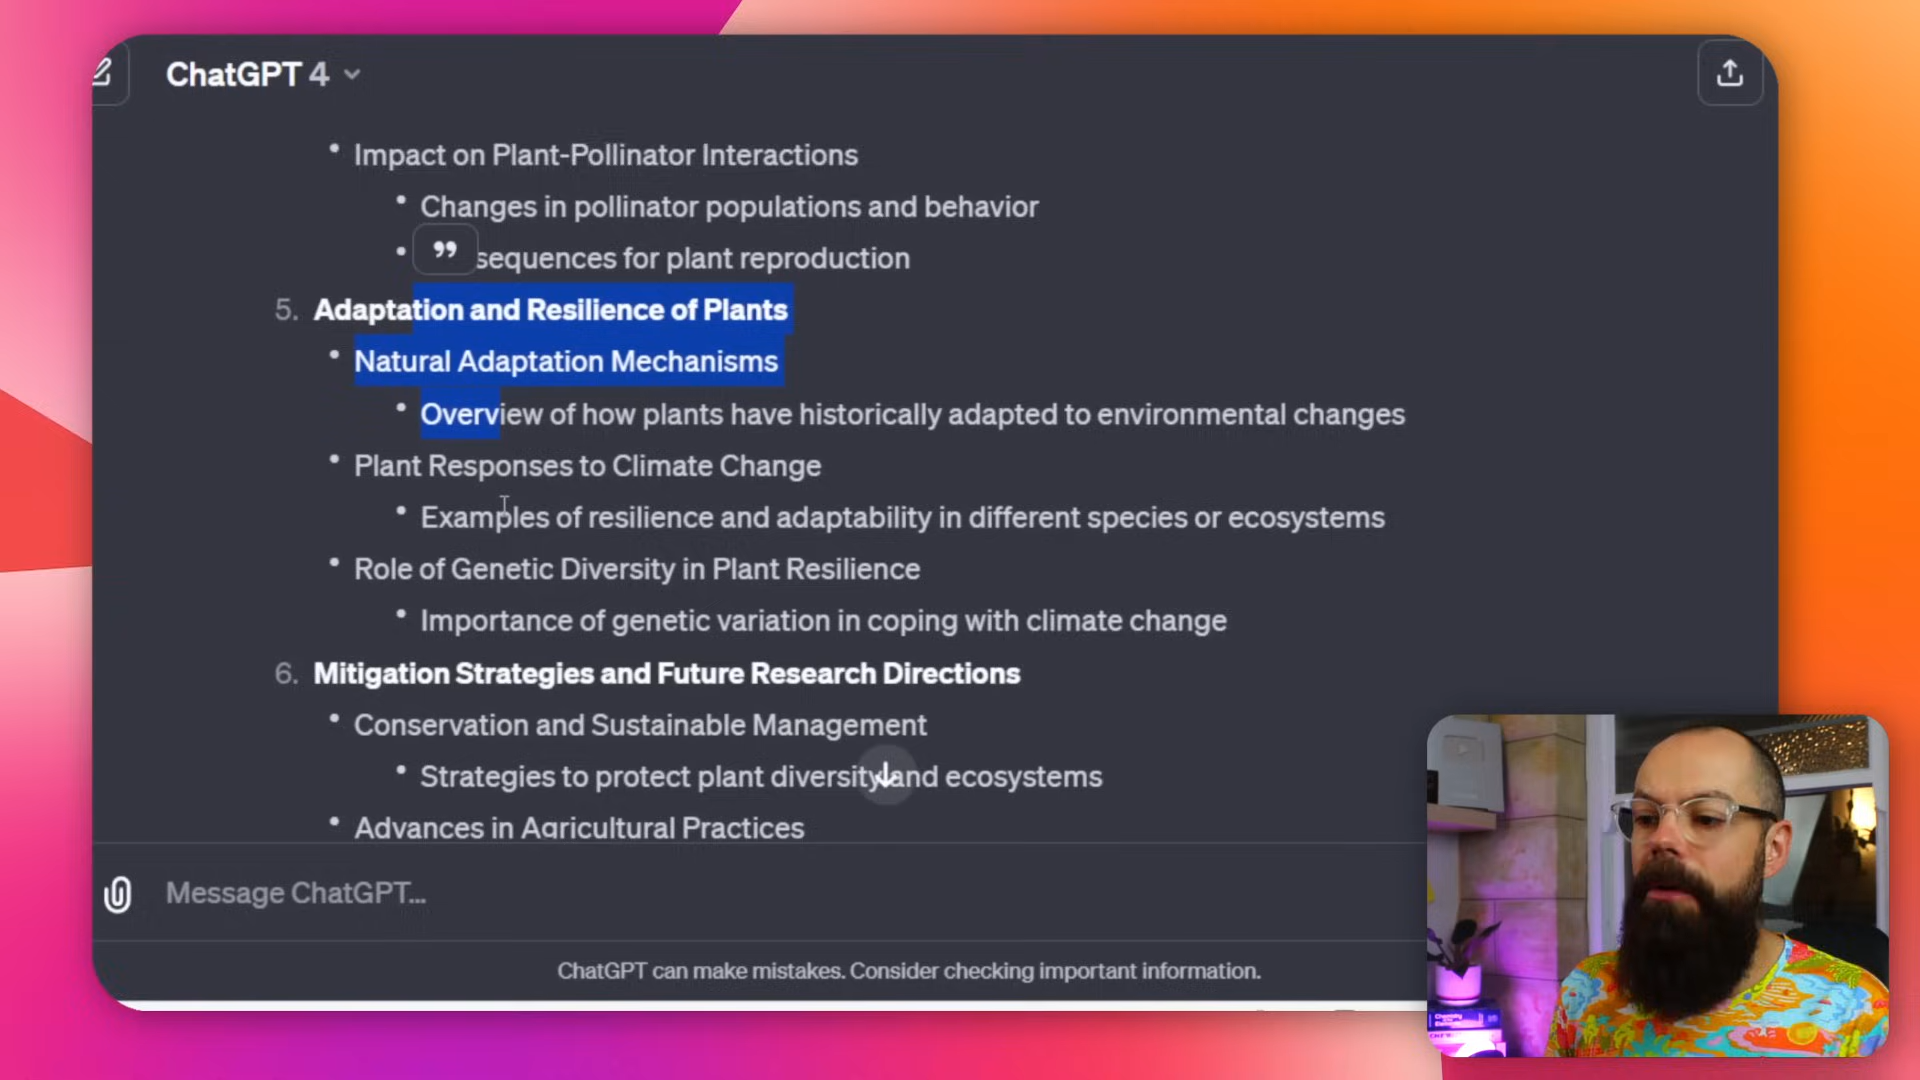 ChatGPT 4
Impact on Plant-Pollinator Interactions
Changes in pollinator populations and behavior
sequences for plant reproduction
5. Adaptation and Resilience of Plants
Natural Adaptation Mechanisms
Overview of how plants have historically adapted to environmental changes
Plant Responses to Climate Change
Examples of resilience and adaptability in different species or ecosystems
Role of Genetic Diversity in Plant Resilience
Importance of genetic variation in coping with climate change
6. Mitigation Strategies and Future Research Directions
Conservation and Sustainable Management
Strategies to protect plant diversity and ecosystems
Advances in Agricultural Practices
Message ChatGPT...
ChatGPT can make mistakes. Consider checking important information.
Chemistry